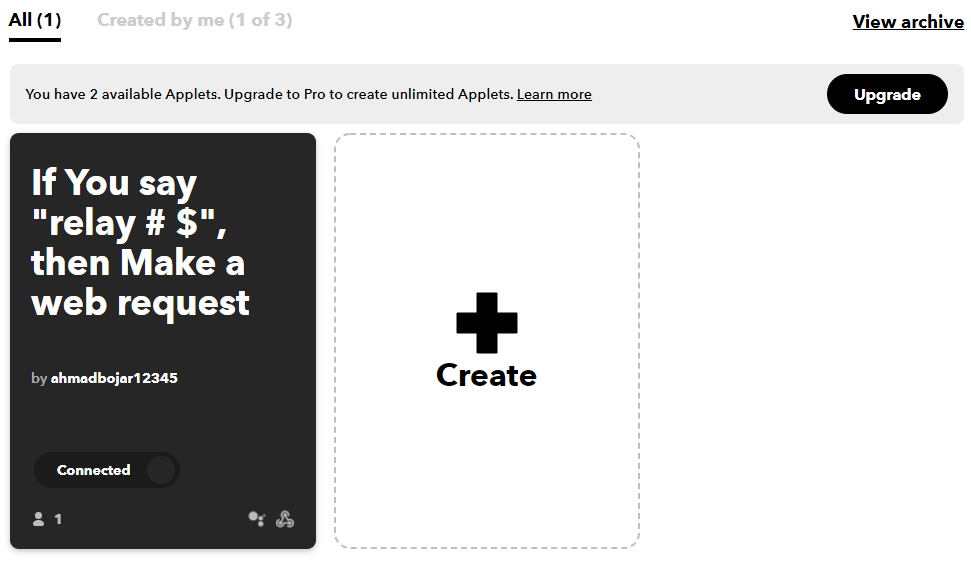 All (1)
Created by me (1 of 3)
View archive
You have 2 available Applets. Upgrade to Pro to create unlimited Applets. Learn more
Upgrade
If You say
"relay # $",
then Make a
web request
by ahmadbojar12345
Connected
1
Create